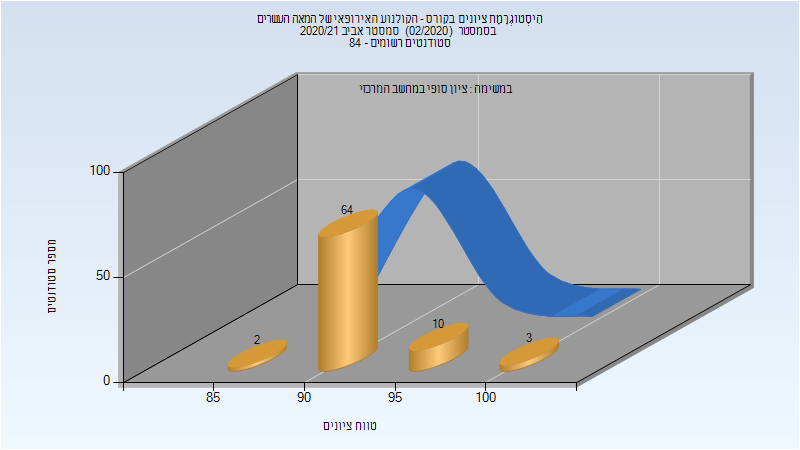 היסטוגרמת ציונים בקורס - הקולנוע האירופאי של המאה העשרים
בסמסטר (02/2020) סמסטר אביב 2020/21
סטודנטים רשומים - 84
במשימה : ציון סופי במחשב המרכזי
מספר סטודנטים
100
50
0
2
64
10
3
85
90
95
100
טווח ציונים